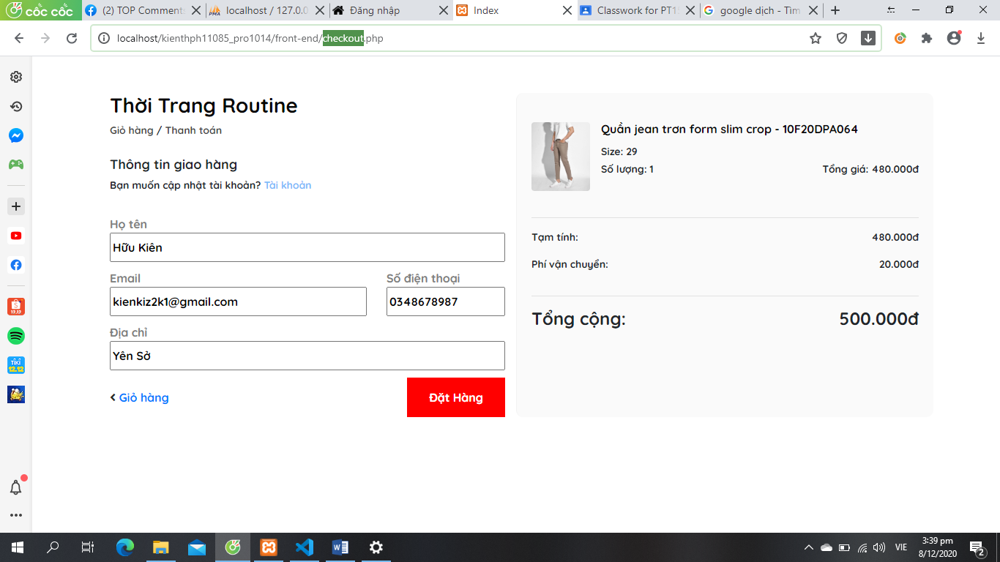 cốc cốc
(2) TOP Comment
localhost / 127.0.0
Đăng nhập
Index
Classwork for PT1
google dịch - Tìm
localhost/kienthph11085_pro1014/front-end/checkout.php
Thời Trang Routine
Giỏ hàng / Thanh toán
Thông tin giao hàng
Bạn muốn cập nhật tài khoản? Tài khoản
Họ tên
Hữu Kiên
Email
Số điện thoại
kienkiz2k1@gmail.com
0348678987
Địa chỉ
Yên Sở
Giỏ hàng
Đặt Hàng
Quần jean trơn form slim crop - 10F20DPA064
Size: 29
Số lượng: 1
Tổng giá: 480.000đ
Tạm tính:
480.000đ
Phí vận chuyển:
20.000đ
Tổng cộng:
500.000đ
12.12
TIKI
12.12
VIE
3:39 pm
8/12/2020
2